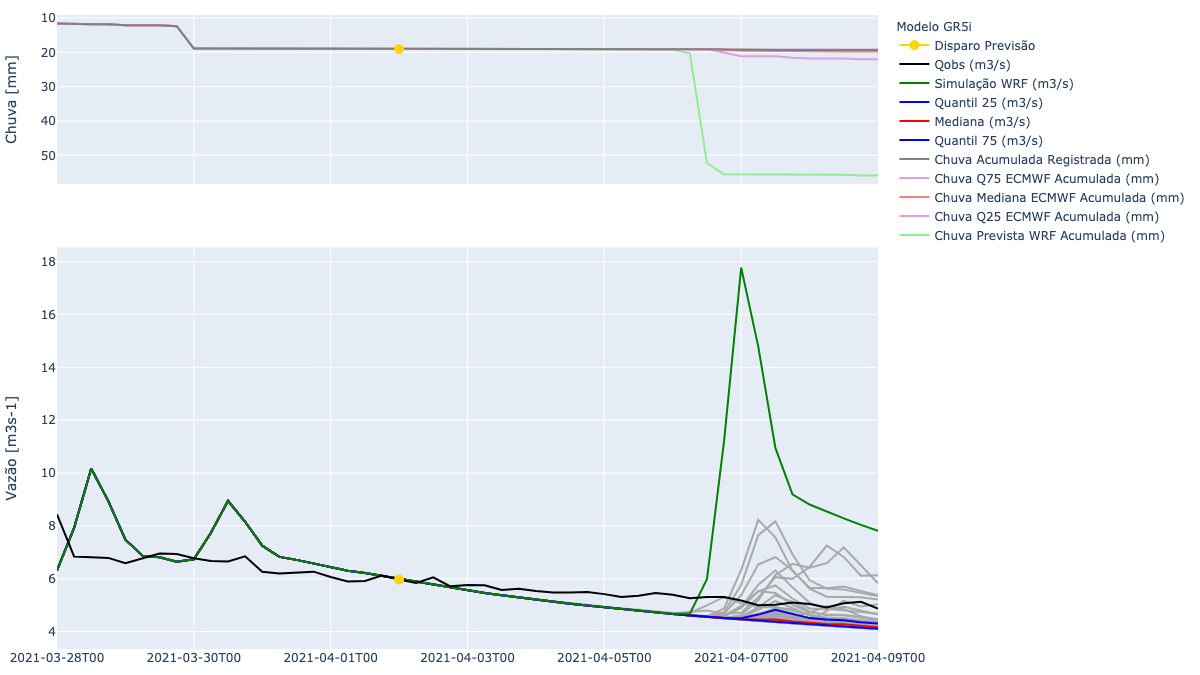 10
20
30
40
50
Chuva [mm]
Modelo GR5i
Disparo Previsão
Qobs (m3/s)
Simulação WRF (m3/s)
Quantil 25 (m3/s)
Mediana (m3/s)
Quantil 75 (m3/s)
Chuva Acumulada Registrada (mm)
Chuva Q75 ECMWF Acumulada (mm)
Chuva Mediana ECMWF Acumulada (mm)
Chuva Q25 ECMWF Acumulada (mm)
Chuva Prevista WRF Acumulada (mm)
18
16
14
12
10
8
6
4
Vazão [m3s-1]
2021-03-28T00 2021-03-30T00 2021-04-01T00 2021-04-03T00 2021-04-05T00 2021-04-07T00 2021-04-09T00